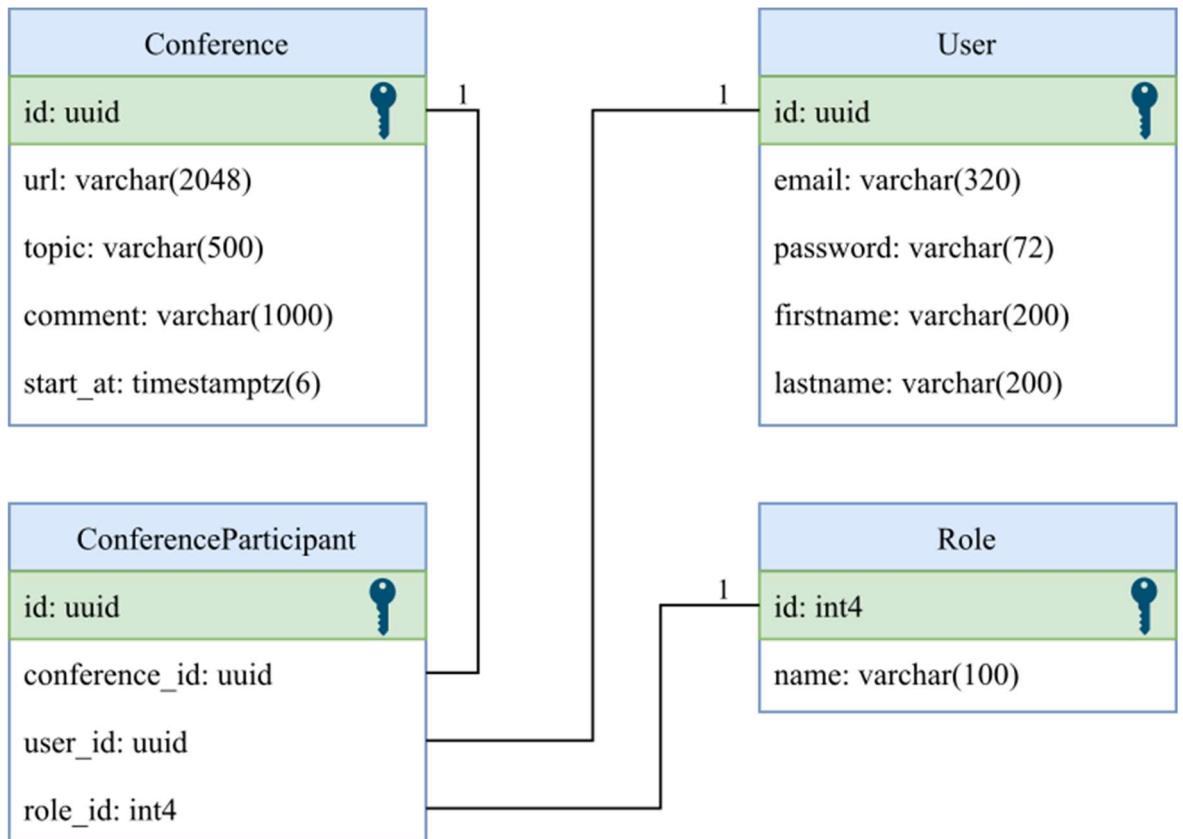 Conference
id: uuid
url: varchar(2048)
topic: varchar(500)
comment: varchar(1000)
start_at: timestamptz(6)
1
1
User
id: uuid
email: varchar(320)
password: varchar(72)
firstname: varchar(200)
lastname: varchar(200)
ConferenceParticipant
id: uuid
conference_id: uuid
user_id: uuid
role_id: int4
1
Role
id: int4
name: varchar(100)